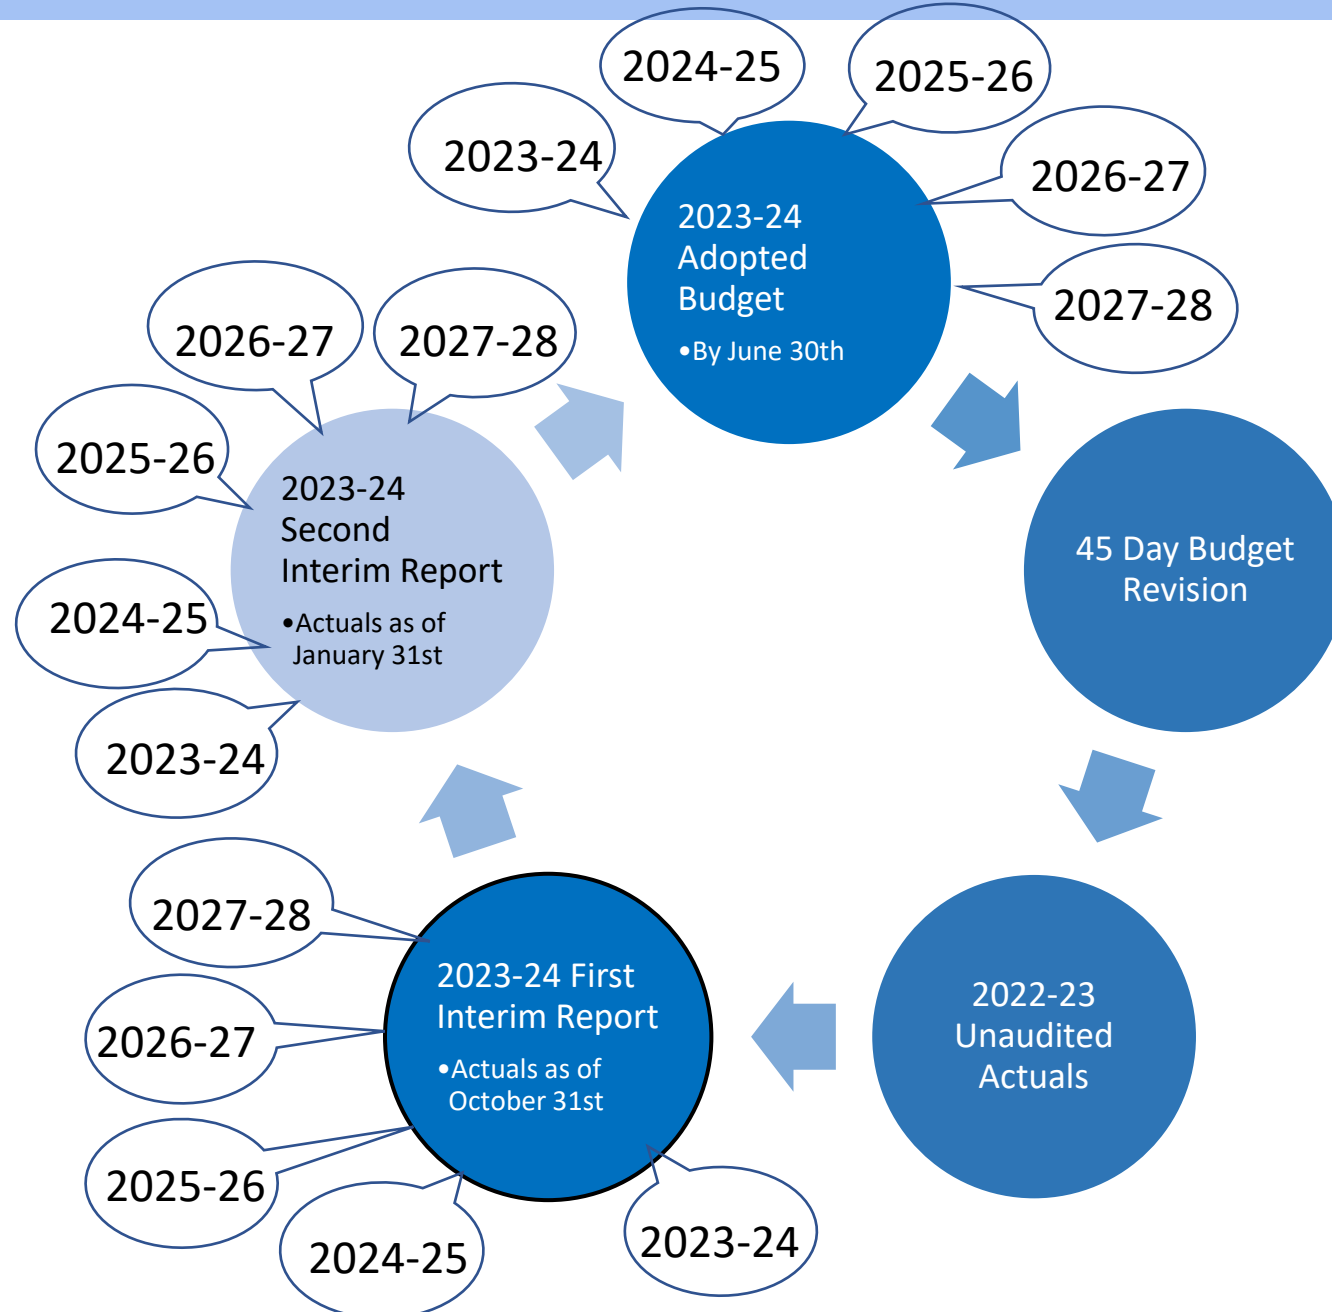 2024-25
2025-26
2023-24
2026-27
2027-28
2023-24
Adopted
Budget
•By June 30th
2026-27
2027-28
2025-26
2024-25
2023-24
2023-24
Second
Interim Report
•Actuals as of
January 31st
45 Day Budget
Revision
2027-28
2026-27
2025-26
2024-25
2023-24
2023-24 First
Interim Report
•Actuals as of
October 31st
2022-23
Unaudited
Actuals